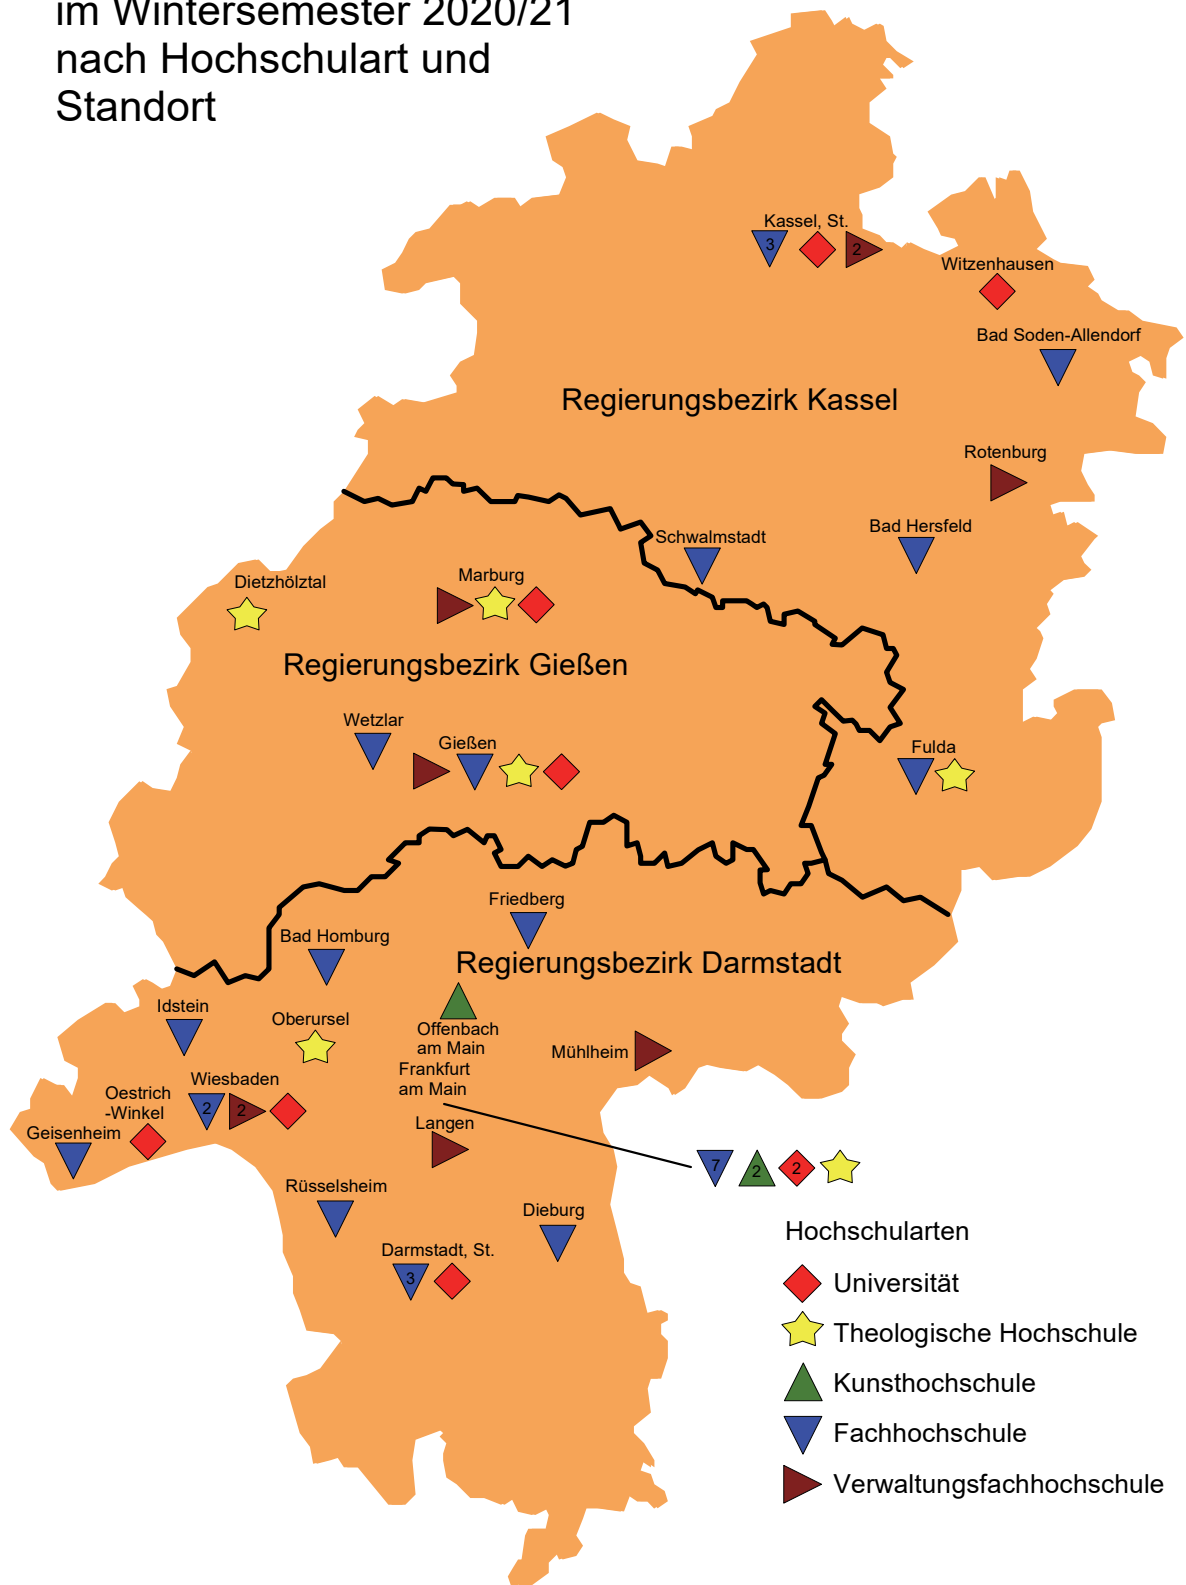 im Wintersemester 2020/21
nach Hochschulart und
Standort
Kassel, St.
3
2
Witzenhausen
Bad Soden-Allendorf
Regierungsbezirk Kassel
Rotenburg
Bad Hersfeld
Schwalmstadt
Marburg
Dietzhölztal
Regierungsbezirk Gießen
Wetzlar
Gießen
Fulda
Friedberg
Bad Homburg
Regierungsbezirk Darmstadt
Idstein
Oberursel
Offenbach
am Main
Mühlheim
Frankfurt
am Main
Wiesbaden
2
2
Oestrich
-Winkel
Geisenheim
Langen
7
2
2
Rüsselsheim
Dieburg
Darmstadt, St.
3
Hochschularten
Universität
Theologische Hochschule
Kunsthochschule
Fachhochschule
Verwaltungsfachhochschule